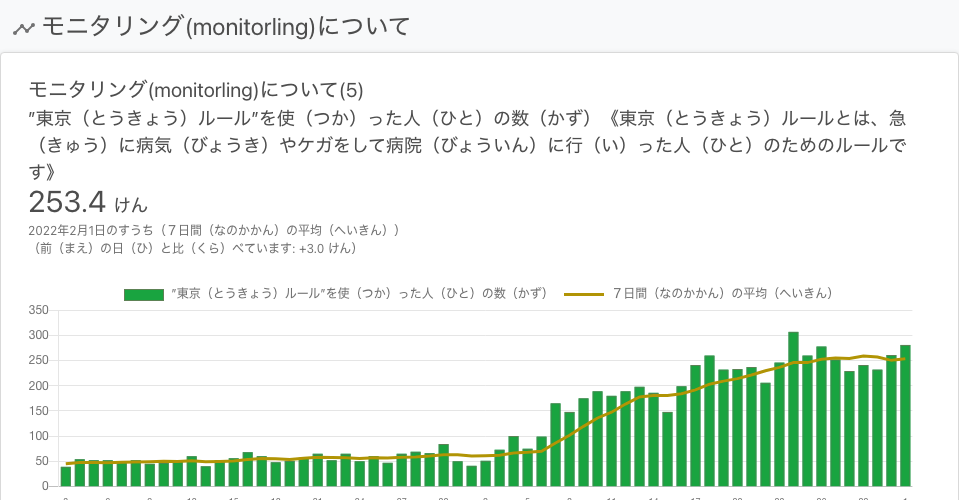 モニタリング(monitorling)について
モニタリング(monitorling)について(5)
”東京（とうきょう）ルール”を使（つか）った人（ひと）の数（かず）《東京（とうきょう）ルールとは、急
（きゅう）に病気（びょうき）やケガをして病院（びょういん）に行（い）った人（ひと）のためのルールで
す》
253.4 けん
2022年2月1日のすうち（７日間（なのかかん）の平均（へいきん））
（前（まえ）の日（ひ）と比（くら）べています: +3.0 けん）
”東京（とうきょう）ルール”を使（つか）った人（ひと）の数（かず） ７日間（なのかかん）の平均（へいきん）
350
300
250
200
150
100
50
0